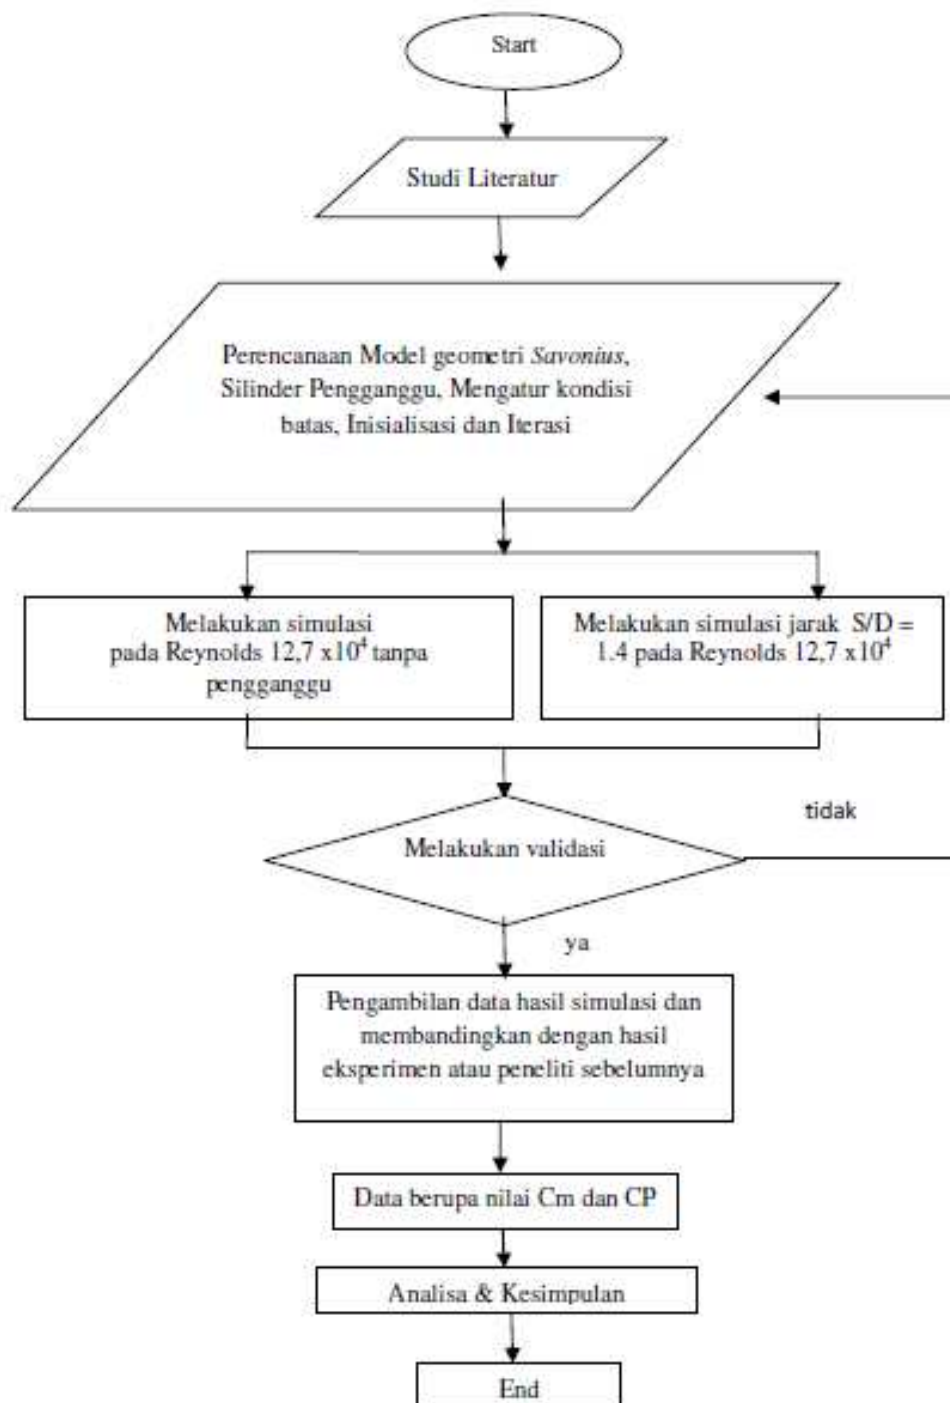 Start
Studi Literatur
Perencanaan Model geometri Savonius,
Silinder Pengganggu, Mengatur kondisi
batas, Inisialisasi dan Iterasi
Melakukan simulasi
pada Reynolds 12,7 x10⁴ tanpa
pengganggu
Melakukan simulasi jarak S/D =
1.4 pada Reynolds 12,7 x10⁴
tidak
Melakukan validasi
ya
Pengambilan data hasil simulasi dan
membandingkan dengan hasil
eksperimen atau peneliti sebelumnya
Data berupa nilai Cm dan CP
Analisa & Kesimpulan
End